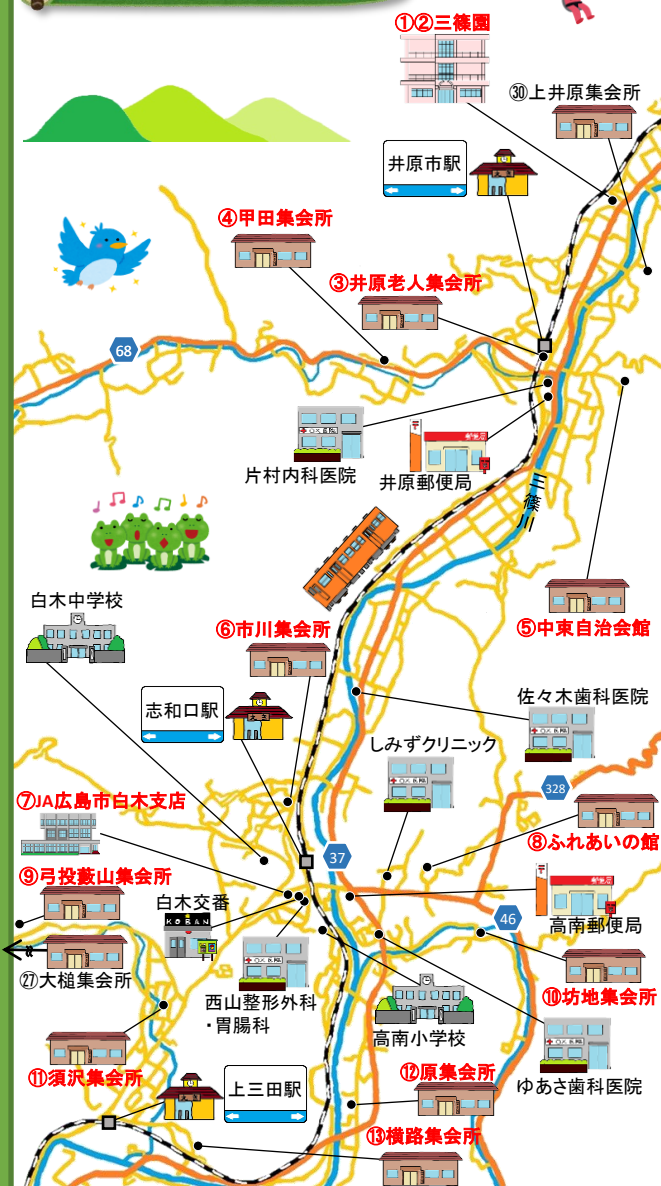 ①②三篠園
㉚上井原集会所
井原市駅
④甲田集会所
③井原老人集会所
68
片村内科医院
井原郵便局
三篠川
白木中学校
⑥市川集会所
⑤中東自治会館
志和口駅
佐々木歯科医院
しみずクリニック
328
⑦JA広島市白木支店
⑧ふれあいの館
37
⑨弓投藪山集会所
白木交番
KOBAN
高南郵便局
46
㉗大槌集会所
西山整形外科
・胃腸科
高南小学校
⑩坊地集会所
⑪須沢集会所
上三田駅
⑫原集会所
ゆあさ歯科医院
⑬横路集会所